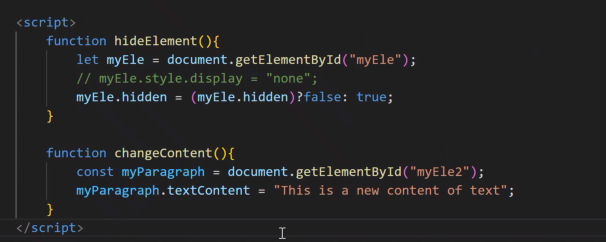 <script>
function hideElement(){
let myEle = document.getElementById("myEle");
// myEle.style.display = "none";
myEle.hidden = (myEle.hidden)?false: true;
}
function changeContent(){
const myParagraph = document.getElementById("myEle2");
myParagraph.textContent = "This is a new content of text";
}
</script>